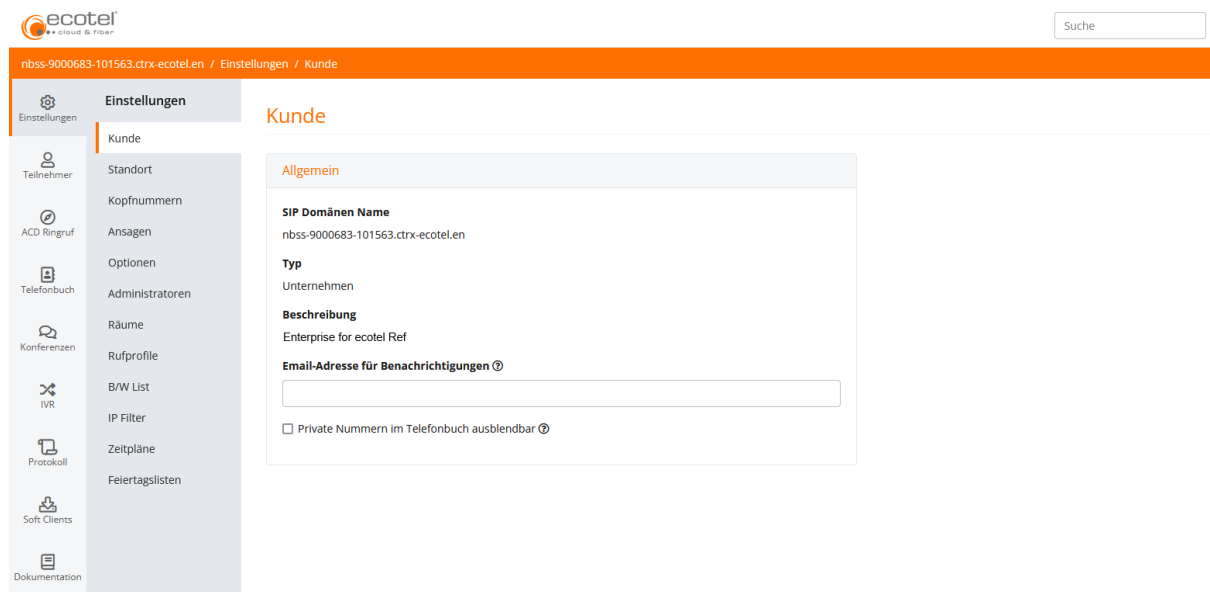 ecotel
cloud & fiber
Suche
nbss-9000683-101563.ctrx-ecotel.en / Einstellungen / Kunde
Einstellungen
Teilnehmer
ACD Ringruf
Telefonbuch
Konferenzen
IVR
Protokoll
Soft Clients
Dokumentation
Einstellungen
Kunde
Standort
Kopfnummern
Ansagen
Optionen
Administratoren
Räume
Rufprofile
B/W List
IP Filter
Zeitpläne
Feiertagslisten
Kunde
Allgemein
SIP Domänen Name
nbss-9000683-101563.ctrx-ecotel.en
Typ
Unternehmen
Beschreibung
Enterprise for ecotel Ref
Email-Adresse für Benachrichtigungen
Private Nummern im Telefonbuch ausblendbar